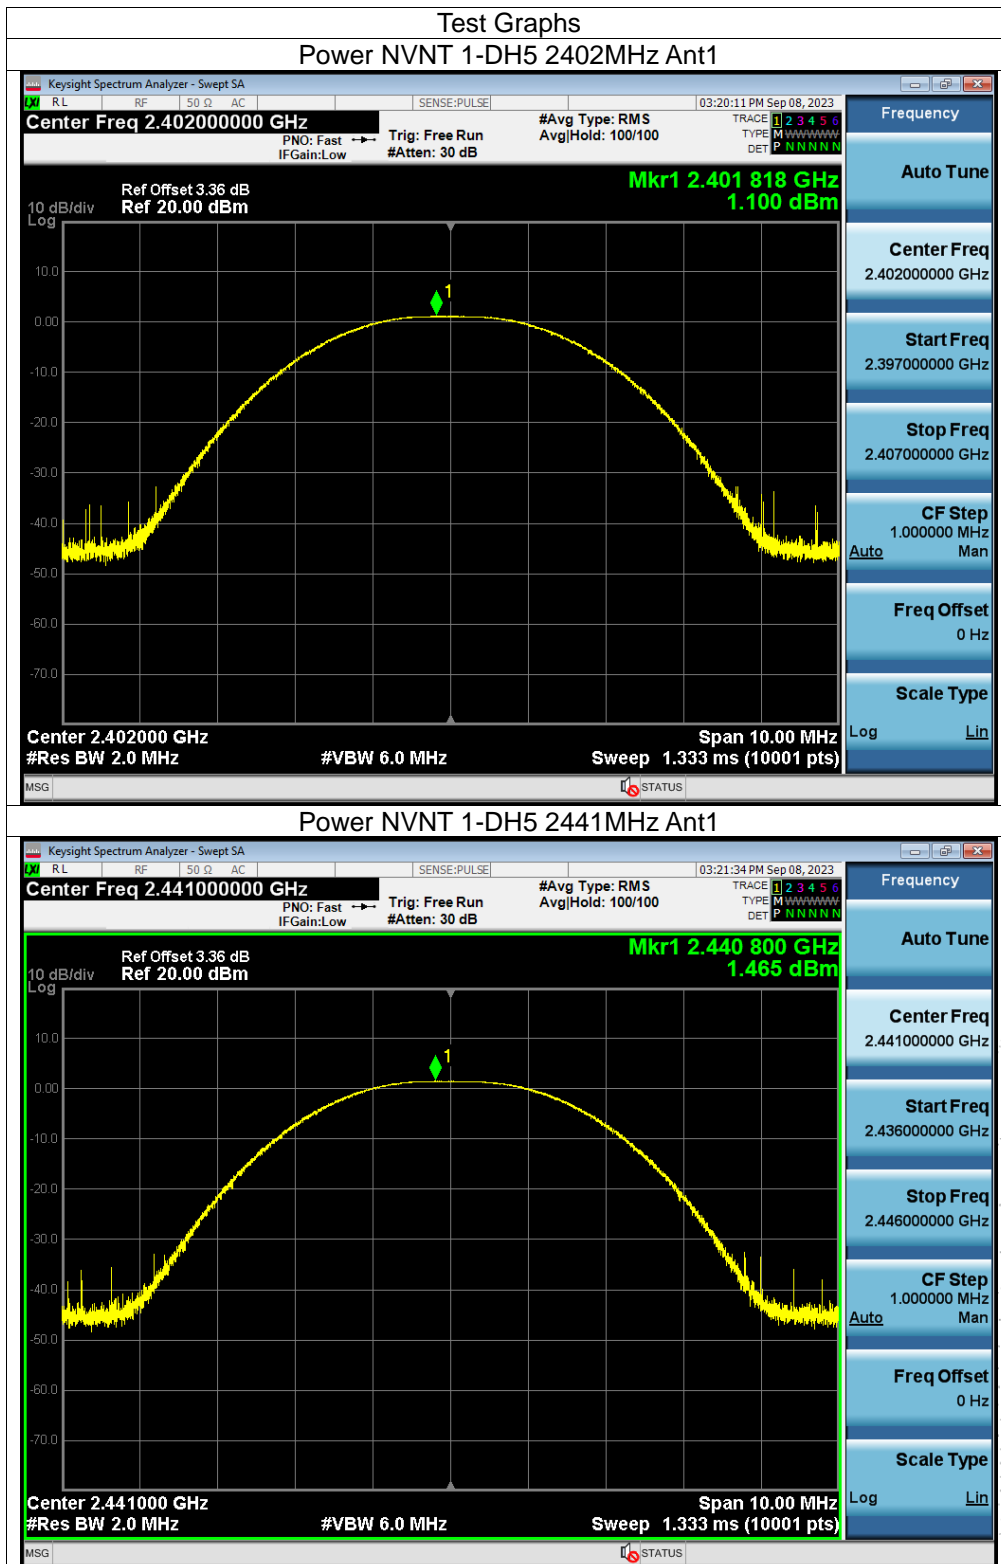 Test Graphs
Power NVNT 1-DH5 2402MHz Ant1
Keysight Spectrum Analyzer - Swept SA
LXI RL RF 50 Ω AC SENSE:PULSE 03:20:11 PM Sep 08, 2023
Center Freq 2.402000000 GHz
PNO: Fast
IFGain:Low
Trig: Free Run
#Atten: 30 dB
#Avg Type: RMS
Avg|Hold: 100/100
TRACE 1 2 3 4 5 6
TYPE M WWWWW
DET P N N N N N
Ref Offset 3.36 dB
10 dB/div Ref 20.00 dBm
Log
Mkr1 2.401 818 GHz
1.100 dBm
10.0
1
0.00
-10.0
-20.0
-30.0
-40.0
-50.0
-60.0
-70.0
Center 2.402000 GHz Span 10.00 MHz
#Res BW 2.0 MHz #VBW 6.0 MHz Sweep 1.333 ms (10001 pts)
MSG STATUS
Frequency
Auto Tune
Center Freq
2.402000000 GHz
Start Freq
2.397000000 GHz
Stop Freq
2.407000000 GHz
CF Step
1.000000 MHz
Auto Man
Freq Offset
0 Hz
Scale Type
Log Lin
Power NVNT 1-DH5 2441MHz Ant1
Keysight Spectrum Analyzer - Swept SA
LXI RL RF 50 Ω AC SENSE:PULSE 03:21:34 PM Sep 08, 2023
Center Freq 2.441000000 GHz
PNO: Fast
IFGain:Low
Trig: Free Run
#Atten: 30 dB
#Avg Type: RMS
Avg|Hold: 100/100
TRACE 1 2 3 4 5 6
TYPE M WWWWW
DET P N N N N N
Ref Offset 3.36 dB
10 dB/div Ref 20.00 dBm
Log
Mkr1 2.440 800 GHz
1.465 dBm
10.0
1
0.00
-10.0
-20.0
-30.0
-40.0
-50.0
-60.0
-70.0
Center 2.441000 GHz Span 10.00 MHz
#Res BW 2.0 MHz #VBW 6.0 MHz Sweep 1.333 ms (10001 pts)
MSG STATUS
Frequency
Auto Tune
Center Freq
2.441000000 GHz
Start Freq
2.436000000 GHz
Stop Freq
2.446000000 GHz
CF Step
1.000000 MHz
Auto Man
Freq Offset
0 Hz
Scale Type
Log Lin